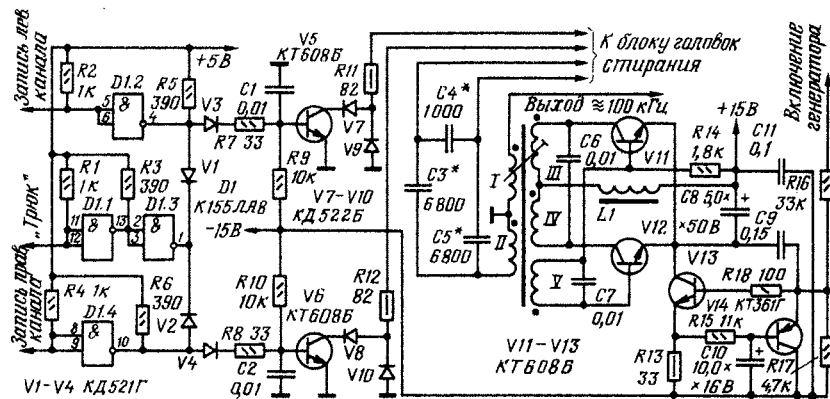 Запись лев. канала
R2
1к
D1.2
&
5
6
4
R5
390
+5В
V3
C1
0,01
R7 33
V5
КТ608Б
R11
82
V7
V9
К блоку головок
стирания
C4*
1000
C3*
6800
C5*
6800
Выход ≈100 кГц
I
II
III
IV
V
C6
0,01
V11
R14
1,8к
+15В
C11
0,1
Включение генератора
R16
33к
„Трюк"
R1
1к
R3
390
D1.1
&
11
12
13
D1.3
&
2
3
1
V1
D1
К155ЛА8
R9
10к
V7–V10
КД522Б
−15В
L1
C8 5,0×
×50В
C9
0,15
V12
V13
Запись прав. канала
R4 1к
D1.4
&
8
9
10
R6
390
V2
V4
R8 33
R10
10к
V6
КТ608Б
C2
0,01
R12
82
V8
V10
C7
0,01
V11–V13
КТ608Б
R18 100
V14 КТ361Г
R15 11к
C10
10,0×
×16В
R13
33
R17
4,7к
V1–V4 КД521Г